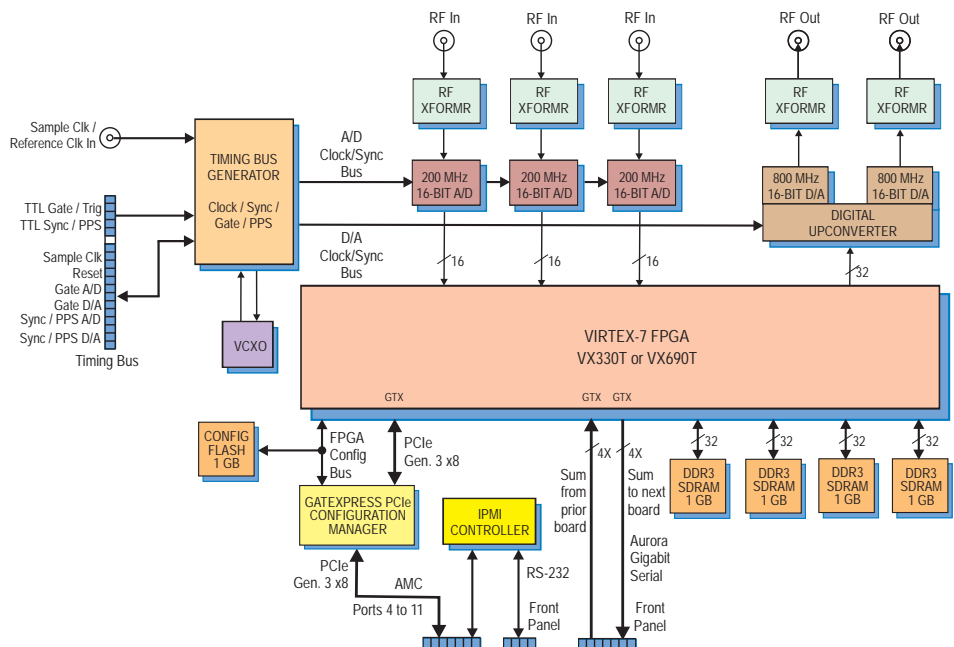 RF In
RF In
RF In
RF Out
RF Out
RF
XFORMR
RF
XFORMR
RF
XFORMR
RF
XFORMR
RF
XFORMR
Sample Clk /
Reference Clk In
TIMING BUS
GENERATOR
Clock / Sync /
Gate / PPS
A/D
Clock/Sync
Bus
200 MHz
16-BIT A/D
200 MHz
16-BIT A/D
200 MHz
16-BIT A/D
800 MHz
16-BIT D/A
800 MHz
16-BIT D/A
DIGITAL
UPCONVERTER
TTL Gate / Trig
TTL Sync / PPS
Sample Clk
Reset
Gate A/D
Gate D/A
Sync / PPS A/D
Sync / PPS D/A
Timing Bus
D/A
Clock/Sync
Bus
16
16
16
32
VCXO
VIRTEX-7 FPGA
VX330T or VX690T
GTX
GTX
GTX
CONFIG
FLASH
1 GB
FPGA
Config
Bus
PCIe
Gen. 3 x8
4X
4X
32
32
32
32
Sum
from
prior
board
Sum
to next
board
DDR3
SDRAM
1 GB
DDR3
SDRAM
1 GB
DDR3
SDRAM
1 GB
DDR3
SDRAM
1 GB
GATEXPRESS PCIe
CONFIGURATION
MANAGER
IPMI
CONTROLLER
Aurora
Gigabit
Serial
PCIe
Gen. 3 x8
AMC
Ports 4 to 11
RS-232
Front
Panel
Front
Panel